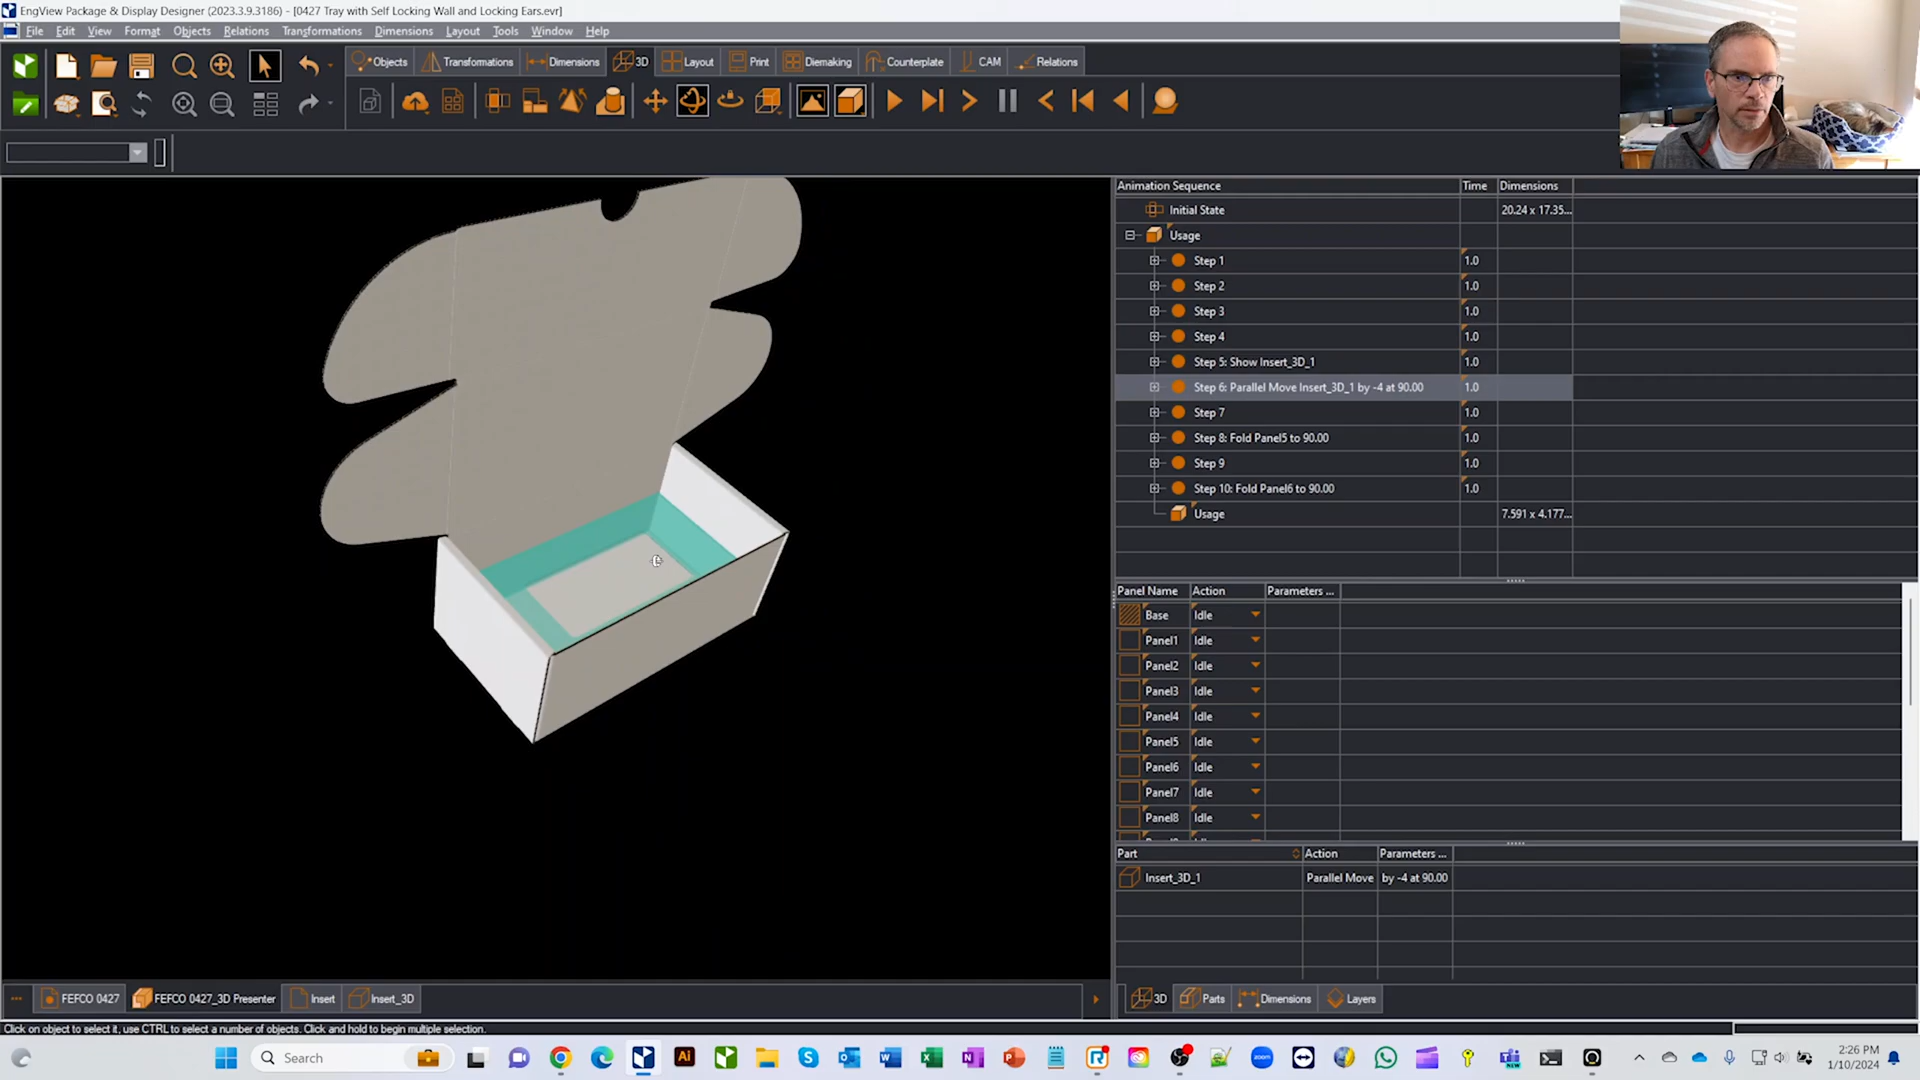 EngView Package & Display Designer (2023.3.9.3186) - [0427 Tray with Self Locking Wall and Locking Ears.evr]
File Edit View Format Objects Relations Transformations Dimensions Layout Tools Window Help
Objects Transformations Dimensions 3D Layout Print Diemaking Counterplate CAM Relations
Animation Sequence Time Dimensions
Initial State 20.24 x 17.35...
Usage
Step 1 1.0
Step 2 1.0
Step 3 1.0
Step 4 1.0
Step 5: Show Insert_3D_1 1.0
Step 6: Parallel Move Insert_3D_1 by -4 at 90.00 1.0
Step 7 1.0
Step 8: Fold Panel5 to 90.00 1.0
Step 9 1.0
Step 10: Fold Panel6 to 90.00 1.0
Usage 7.591 x 4.177...
Panel Name Action Parameters ...
Base Idle
Panel1 Idle
Panel2 Idle
Panel3 Idle
Panel4 Idle
Panel5 Idle
Panel6 Idle
Panel7 Idle
Panel8 Idle
Part Action Parameters ...
Insert_3D_1 Parallel Move by -4 at 90.00
... FEFCO 0427 FEFCO 0427_3D Presenter Insert Insert_3D
3D Parts Dimensions Layers
Click on object to select it, use CTRL to select a number of objects. Click and hold to begin multiple selection.
Search
2:26 PM
1/10/2024